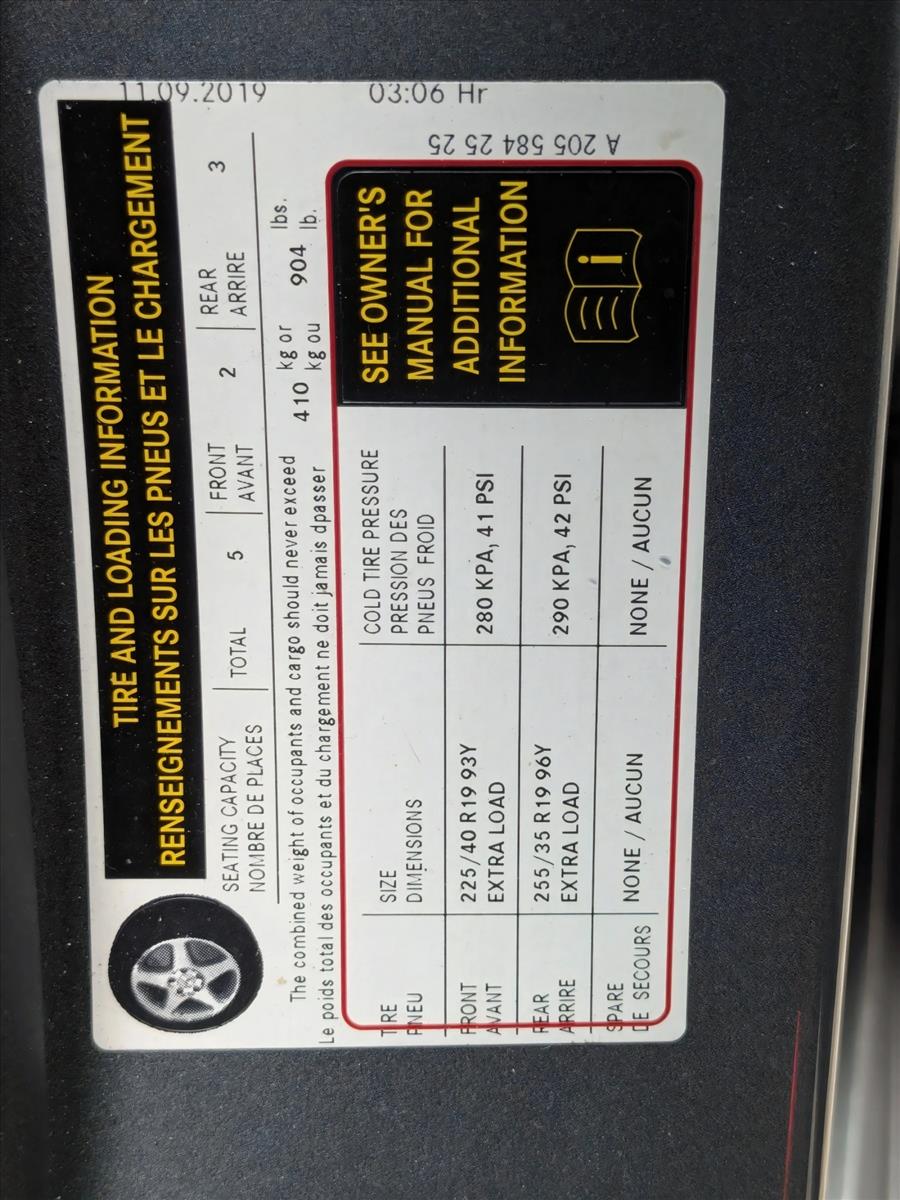 11.09.2019 03:06 Hr
A 205 584 25 25
TIRE AND LOADING INFORMATION
RENSEIGNEMENTS SUR LES PNEUS ET LE CHARGEMENT
SEATING CAPACITY TOTAL 5 FRONT 2 REAR 3
NOMBRE DE PLACES AVANT ARRIRE
The combined weight of occupants and cargo should never exceed 410 kg or 904 lbs.
Le poids total des occupants et du chargement ne doit jamais dpasser kg ou lb.
TIRE SIZE COLD TIRE PRESSURE
PNEU DIMENSIONS PRESSION DES
PNEUS FROID
FRONT 225/40 R19 93Y 280 KPA, 41 PSI
AVANT EXTRA LOAD
REAR 255/35 R19 96Y 290 KPA, 42 PSI
ARRIRE EXTRA LOAD
SPARE NONE / AUCUN NONE / AUCUN
DE SECOURS
SEE OWNER'S
MANUAL FOR
ADDITIONAL
INFORMATION
i